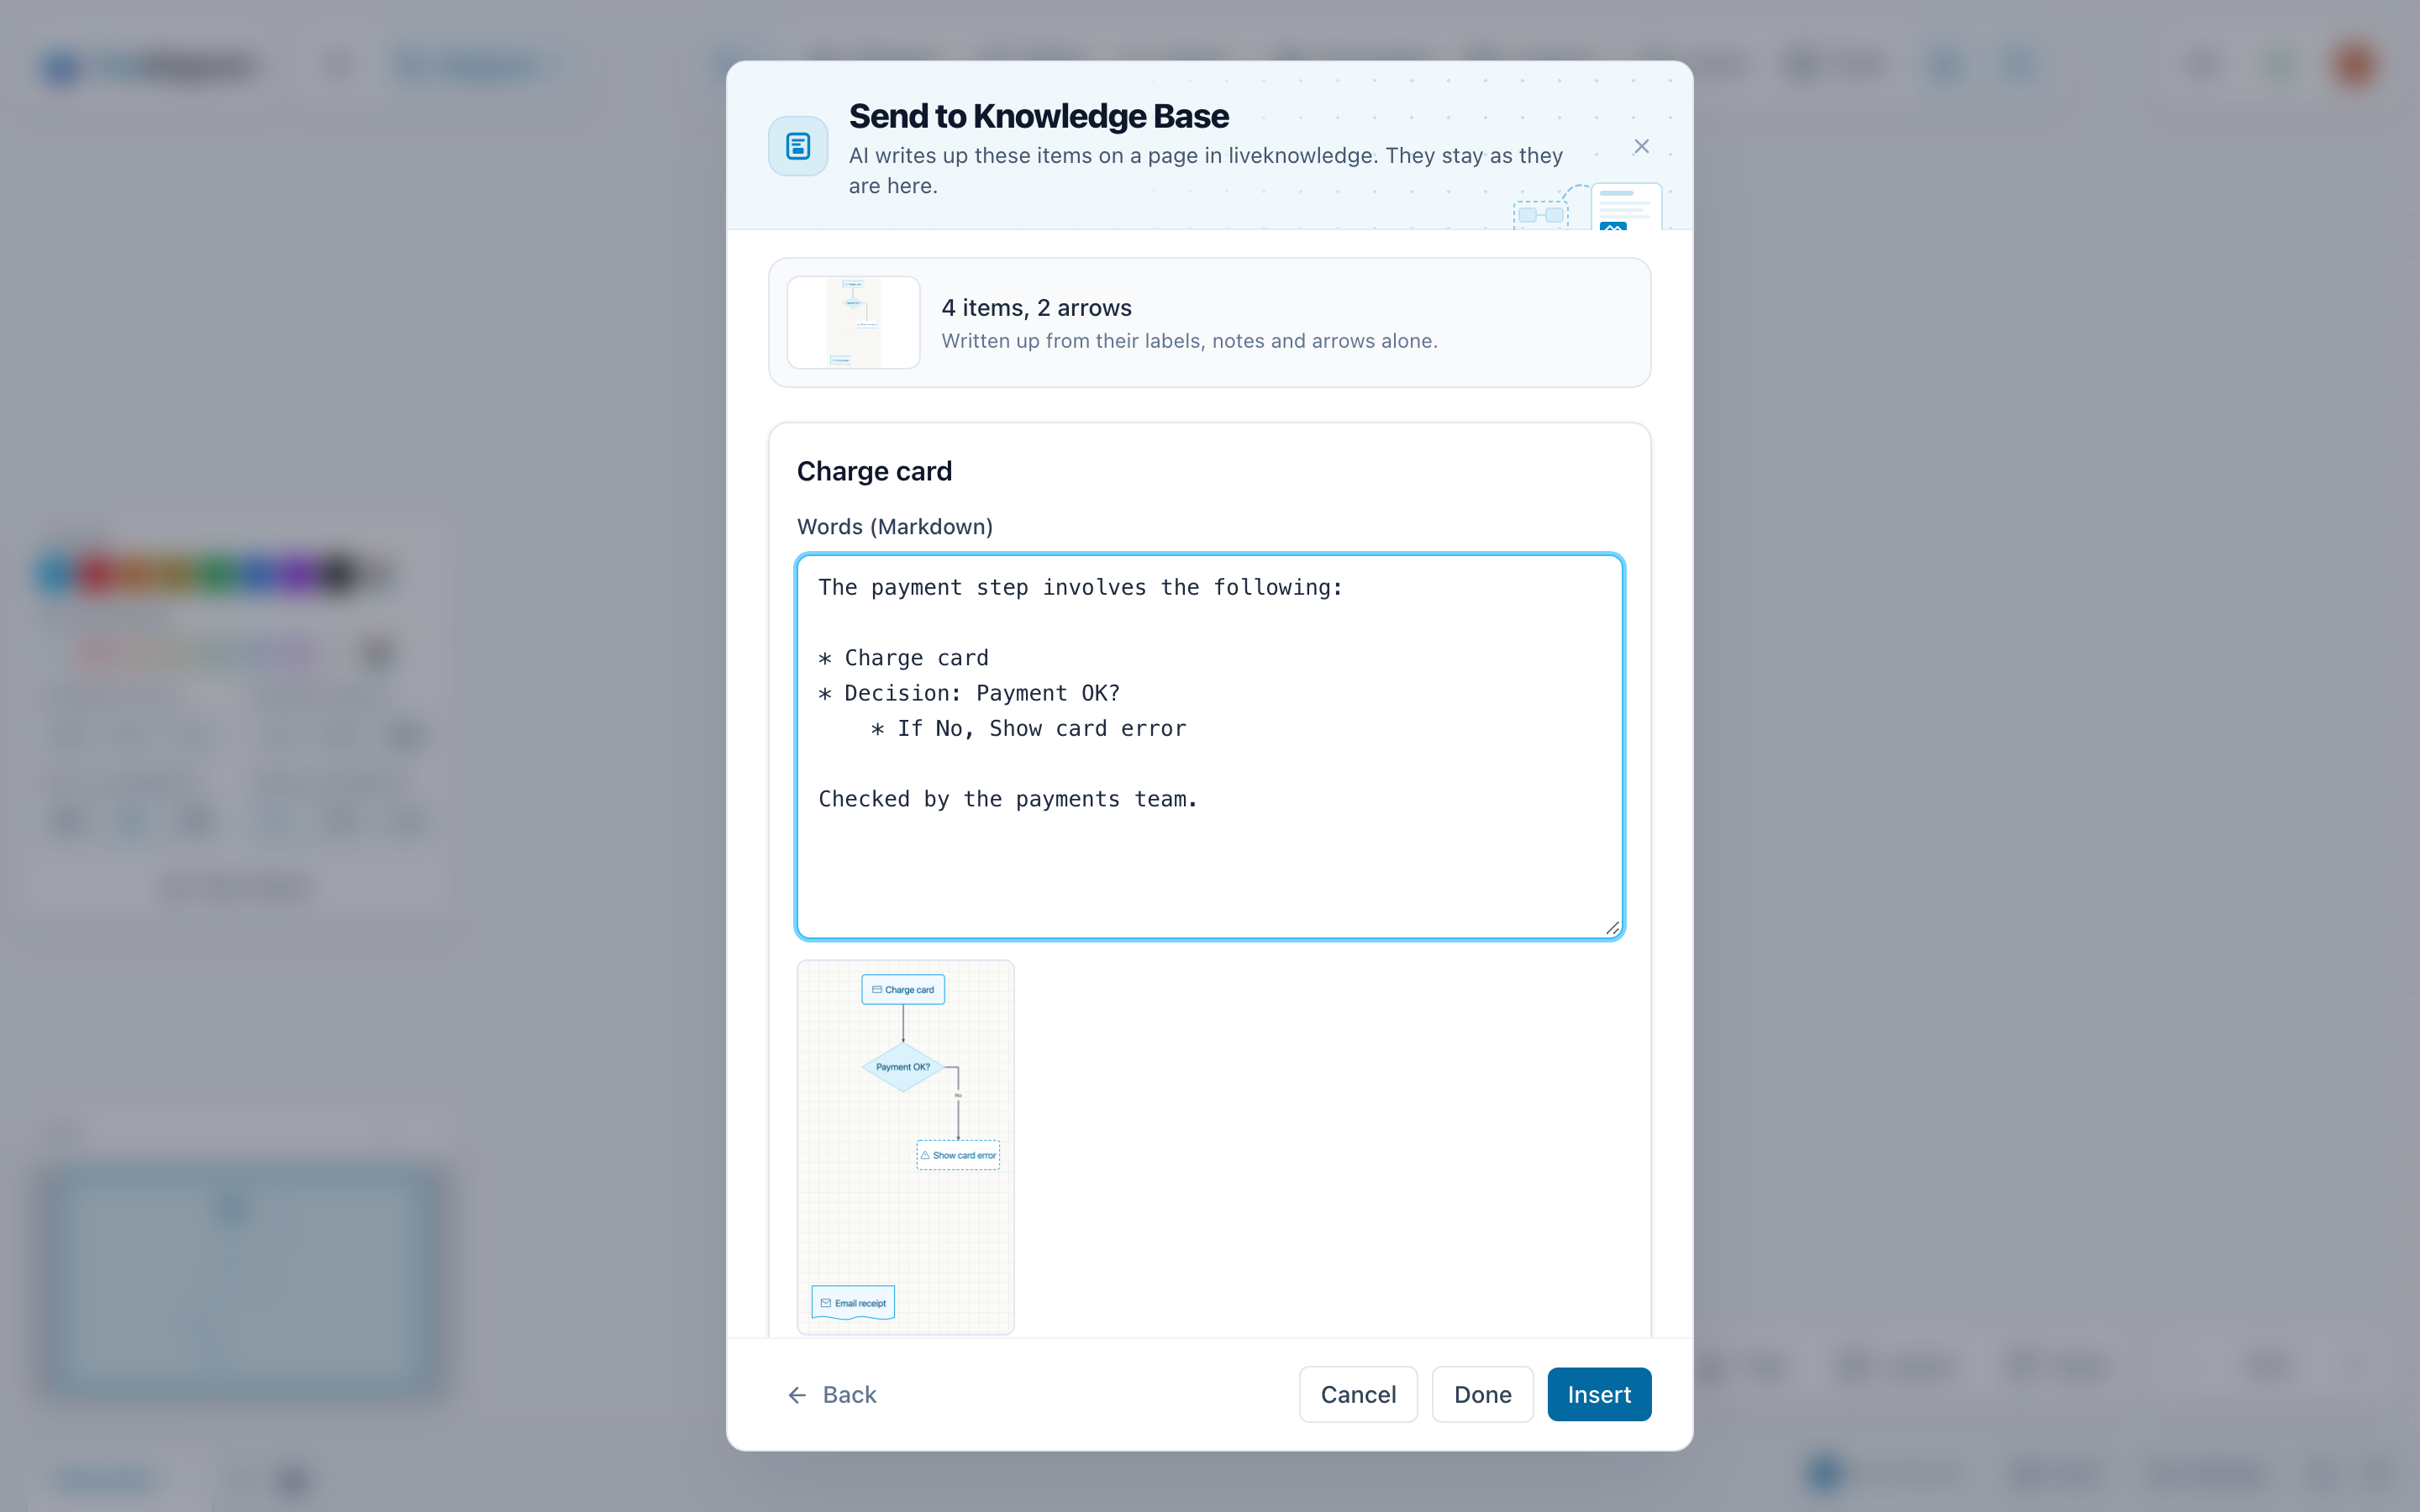 Send to Knowledge Base
AI writes up these items on a page in liveknowledge. They stay as they
are here.
4 items, 2 arrows
Written up from their labels, notes and arrows alone.
Charge card
Words (Markdown)
The payment step involves the following:
* Charge card
* Decision: Payment OK?
    * If No, Show card error
Checked by the payments team.
Charge card
Payment OK?
No
Show card error
Email receipt
Back
Cancel
Done
Insert